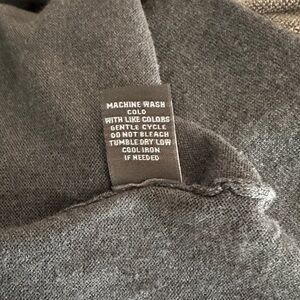 MACHINE WASH
COLD
WITH LIKE COLORS
GENTLE CYCLE
DO NOT BLEACH
TUMBLE DRY LOW
COOL IRON
IF NEEDED